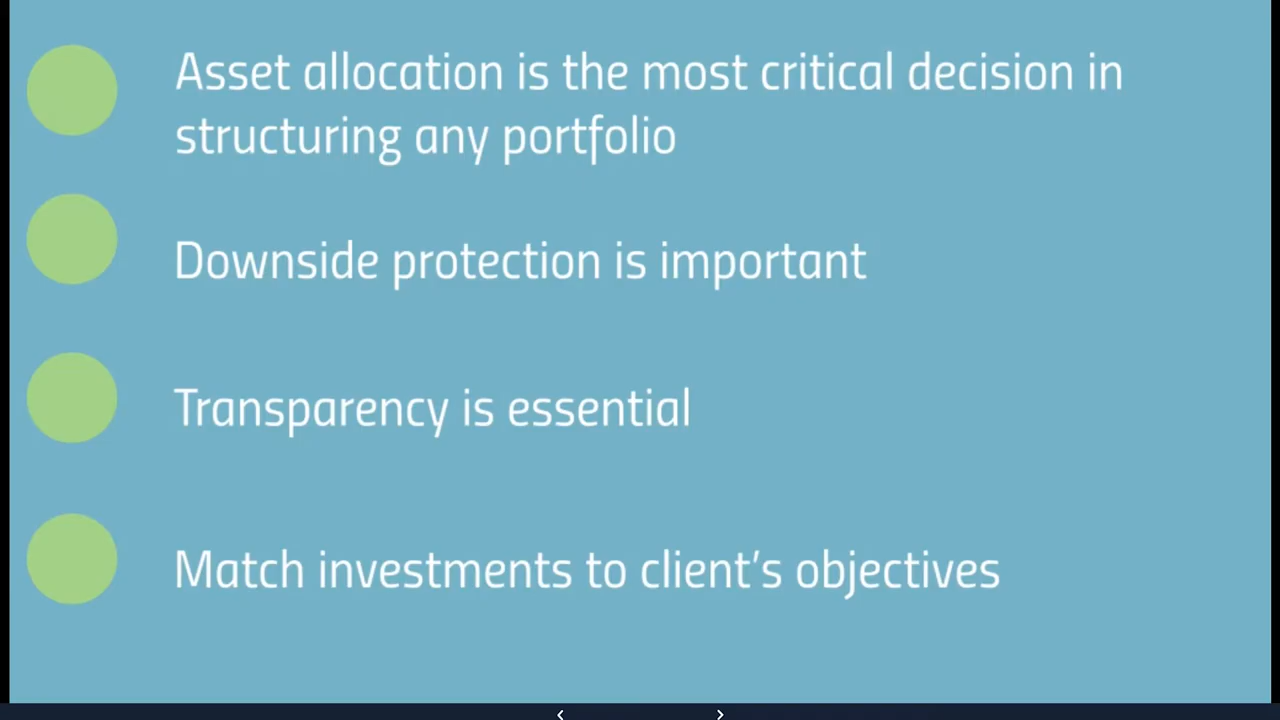 Asset allocation is the most critical decision in
structuring any portfolio
Downside protection is important
Transparency is essential
Match investments to client's objectives